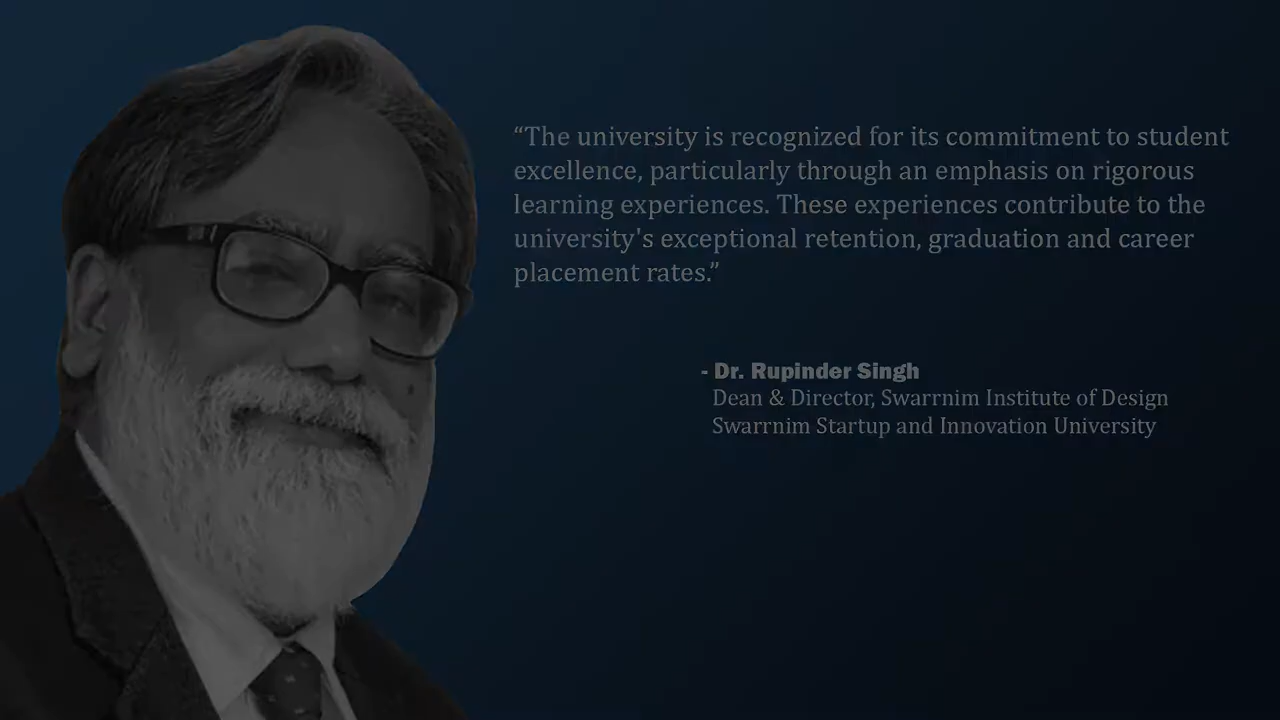 “The university is recognized for its commitment to student
excellence, particularly through an emphasis on rigorous
learning experiences. These experiences contribute to the
university's exceptional retention, graduation and career
placement rates.”
- Dr. Rupinder Singh
Dean & Director, Swarrnim Institute of Design
Swarrnim Startup and Innovation University